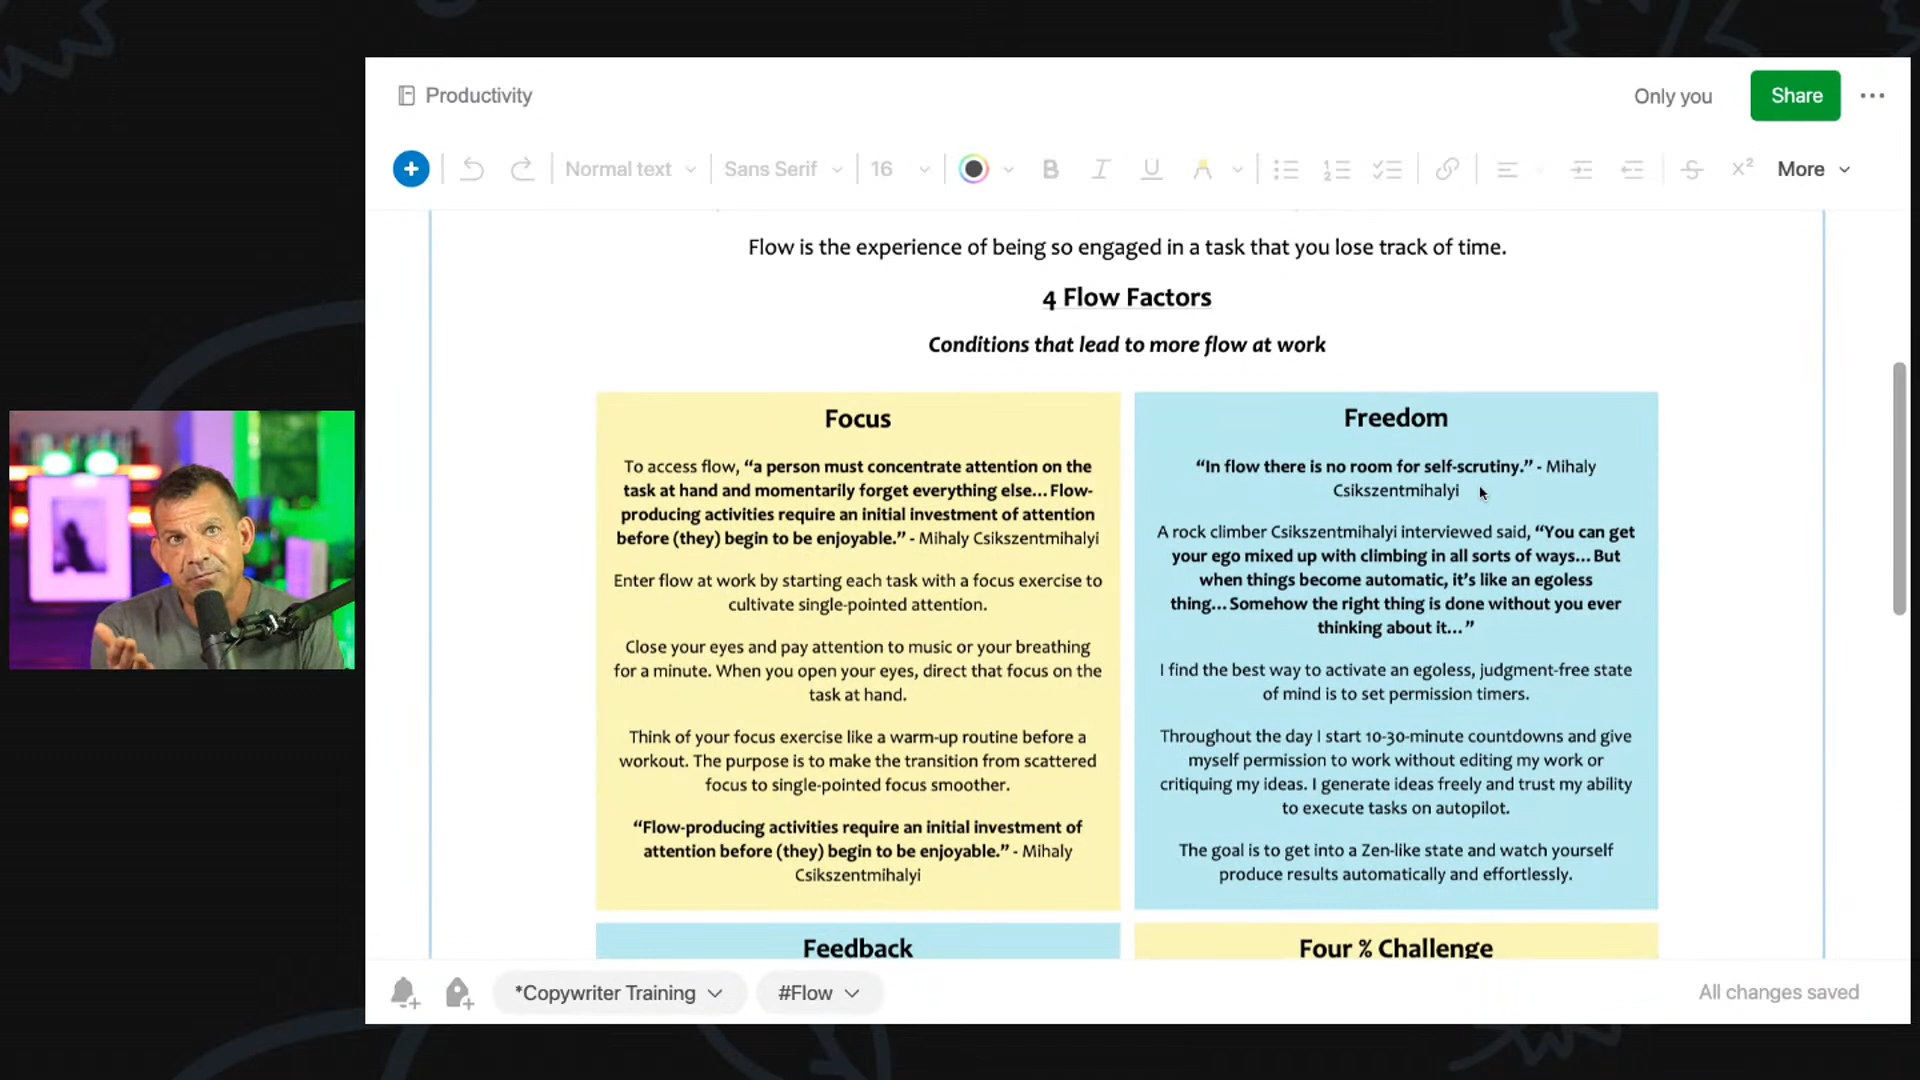 Productivity
Only you
Share
Normal text
Sans Serif
16
B
I
U
X²
More
Flow is the experience of being so engaged in a task that you lose track of time.
4 Flow Factors
Conditions that lead to more flow at work
Focus
To access flow, “a person must concentrate attention on the
task at hand and momentarily forget everything else... Flow-
producing activities require an initial investment of attention
before (they) begin to be enjoyable.” - Mihaly Csikszentmihalyi
Enter flow at work by starting each task with a focus exercise to
cultivate single-pointed attention.
Close your eyes and pay attention to music or your breathing
for a minute. When you open your eyes, direct that focus on the
task at hand.
Think of your focus exercise like a warm-up routine before a
workout. The purpose is to make the transition from scattered
focus to single-pointed focus smoother.
“Flow-producing activities require an initial investment of
attention before (they) begin to be enjoyable.” - Mihaly
Csikszentmihalyi
Freedom
“In flow there is no room for self-scrutiny.” - Mihaly
Csikszentmihalyi
A rock climber Csikszentmihalyi interviewed said, “You can get
your ego mixed up with climbing in all sorts of ways... But
when things become automatic, it’s like an egoless
thing... Somehow the right thing is done without you ever
thinking about it...”
I find the best way to activate an egoless, judgment-free state
of mind is to set permission timers.
Throughout the day I start 10-30-minute countdowns and give
myself permission to work without editing my work or
critiquing my ideas. I generate ideas freely and trust my ability
to execute tasks on autopilot.
The goal is to get into a Zen-like state and watch yourself
produce results automatically and effortlessly.
Feedback
Four % Challenge
*Copywriter Training
#Flow
All changes saved